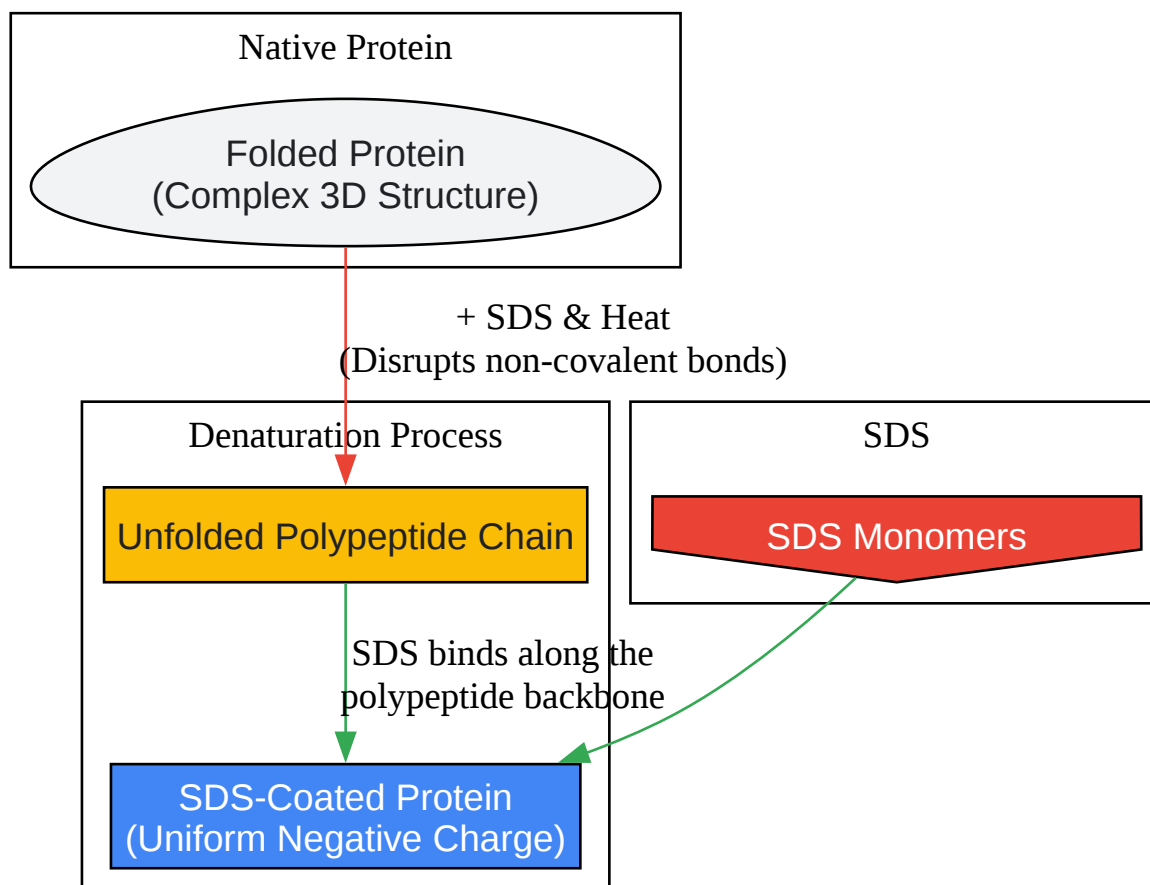 Native Protein
Folded Protein
(Complex 3D Structure)
+ SDS & Heat
(Disrupts non-covalent bonds)
Denaturation Process
SDS
Unfolded Polypeptide Chain
SDS Monomers
SDS binds along the
polypeptide backbone
SDS-Coated Protein
(Uniform Negative Charge)